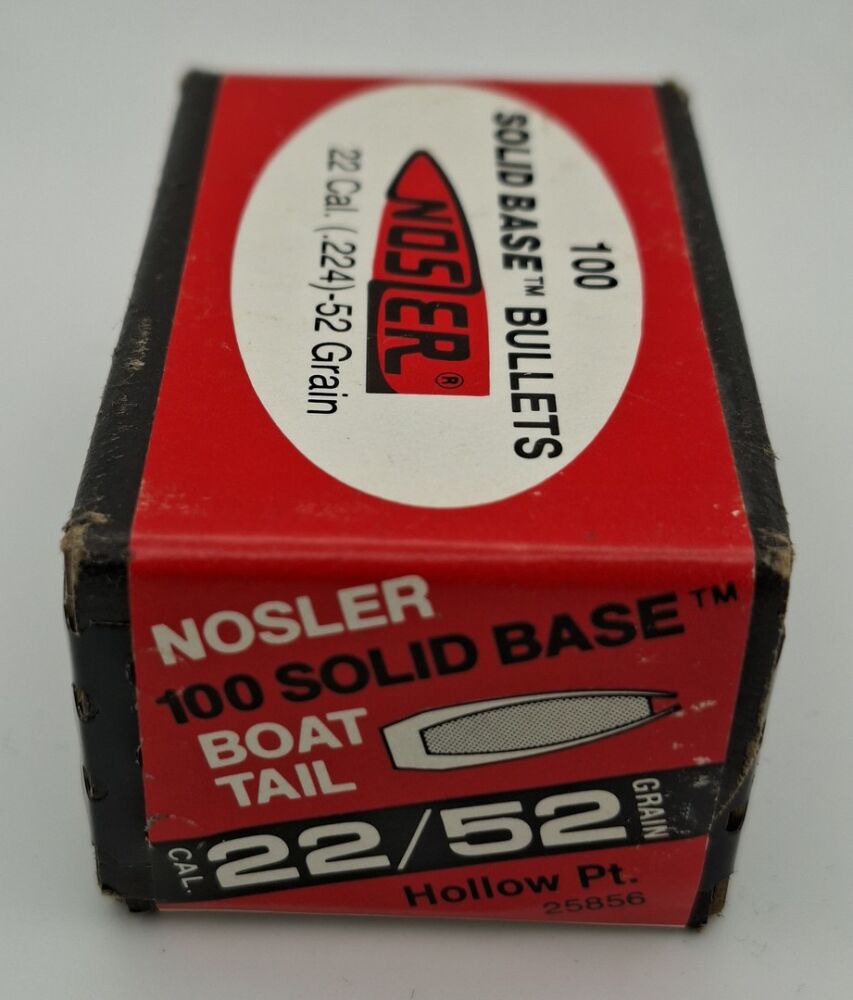 100
SOLID BASE™ BULLETS
NOSLER®
22 Cal. (.224)-52 Grain
NOSLER
100 SOLID BASE™
BOAT
TAIL
CAL. 22/52 GRAIN
Hollow Pt.
25856